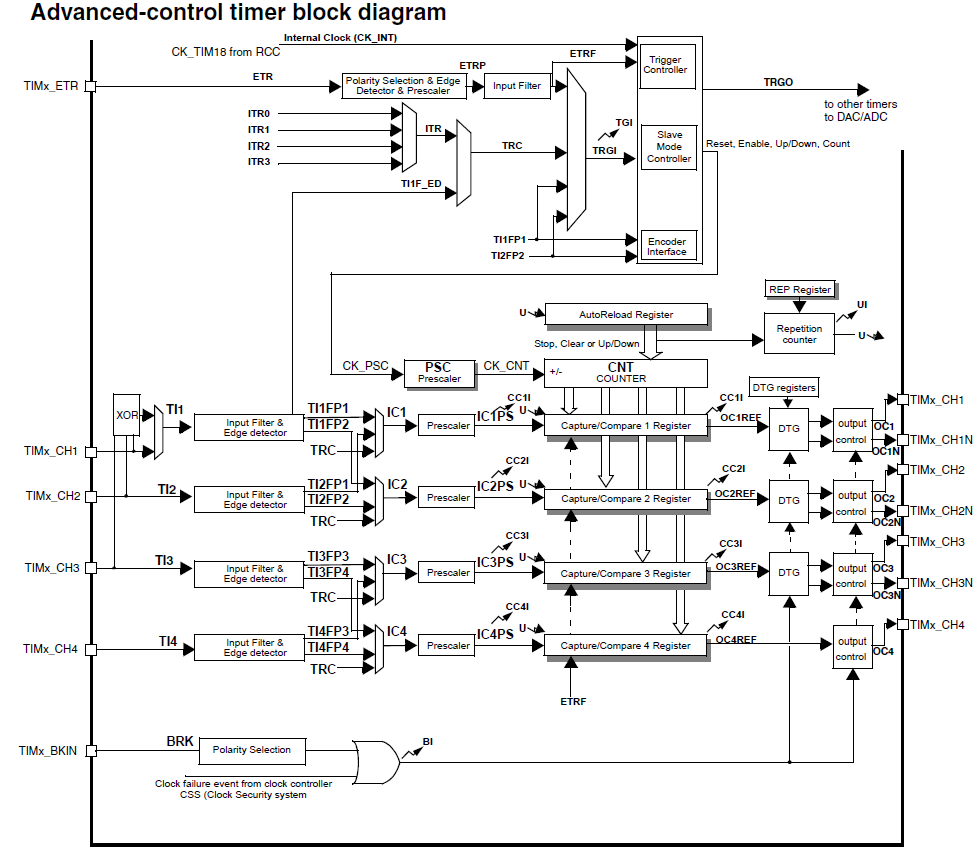 Advanced-control timer block diagram
Internal Clock (CK_INT)
CK_TIM18 from RCC
ETRF
Trigger
Controller
TIMx_ETR
ETR
ETRP
Polarity Selection & Edge
Detector & Prescaler
Input Filter
TRGO
to other timers
to DAC/ADC
ITR0
ITR1
ITR2
ITR3
ITR
TRC
TGI
TRGI
Slave
Mode
Controller
Reset, Enable, Up/Down, Count
TI1F_ED
TI1FP1
TI2FP2
Encoder
Interface
REP Register
U
AutoReload Register
UI
Repetition
counter
U
Stop, Clear or Up/Down
CK_PSC
PSC
Prescaler
CK_CNT
+/-
CNT
COUNTER
DTG registers
XOR
TI1
Input Filter &
Edge detector
TI1FP1
TI1FP2
TRC
IC1
Prescaler
IC1PS
CC1I
U
Capture/Compare 1 Register
CC1I
OC1REF
DTG
output
control
OC1
OC1N
TIMx_CH1
TIMx_CH1N
TIMx_CH1
TIMx_CH2
TI2
Input Filter &
Edge detector
TI2FP1
TI2FP2
TRC
IC2
Prescaler
IC2PS
CC2I
U
Capture/Compare 2 Register
CC2I
OC2REF
DTG
output
control
OC2
OC2N
TIMx_CH2
TIMx_CH2N
TIMx_CH3
TI3
Input Filter &
Edge detector
TI3FP3
TI3FP4
TRC
IC3
Prescaler
IC3PS
CC3I
U
Capture/Compare 3 Register
CC3I
OC3REF
DTG
output
control
OC3
OC3N
TIMx_CH3
TIMx_CH3N
TIMx_CH4
TI4
Input Filter &
Edge detector
TI4FP3
TI4FP4
TRC
IC4
Prescaler
IC4PS
CC4I
U
Capture/Compare 4 Register
CC4I
OC4REF
output
control
OC4
TIMx_CH4
ETRF
TIMx_BKIN
BRK
Polarity Selection
BI
Clock failure event from clock controller
CSS (Clock Security system